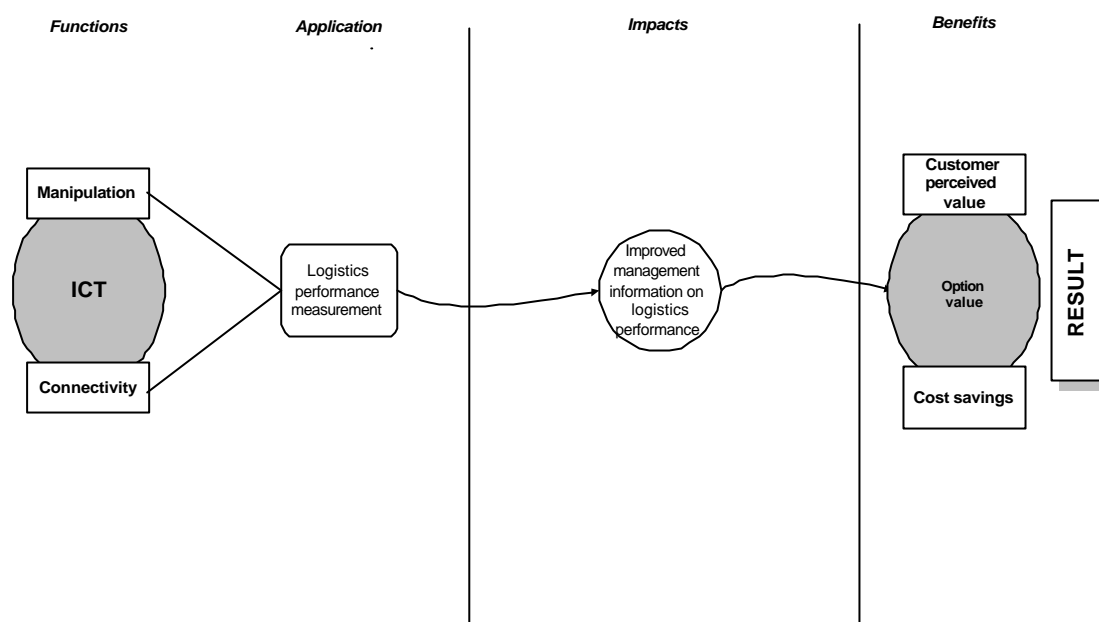 Functions
Application
.
Impacts
Benefits
Manipulation
ICT
Connectivity
Logistics
performance
measurement
Improved
management
information on
logistics
performance
Customer
perceived
value
Option
value
Cost savings
RESULT